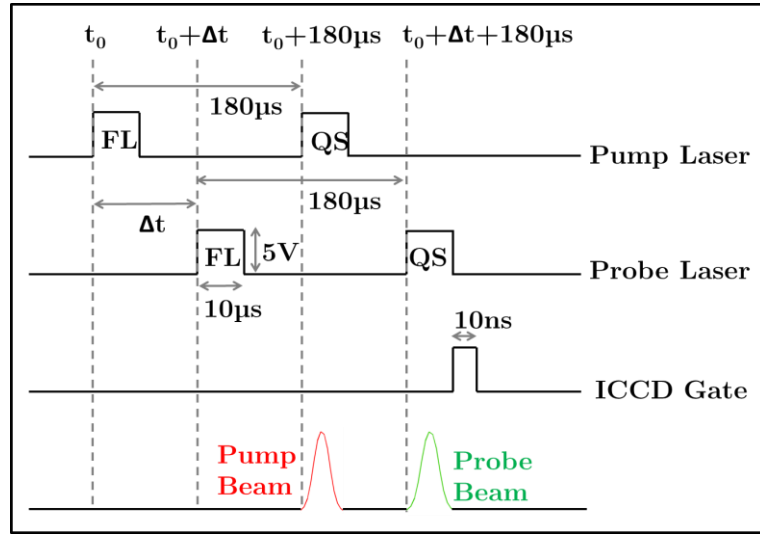 t₀
t₀+Δt
t₀+180μs
t₀+Δt+180μs
180μs
FL
QS
Pump Laser
180μs
Δt
FL
5V
QS
Probe Laser
10μs
10ns
ICCD Gate
Pump
Beam
Probe
Beam